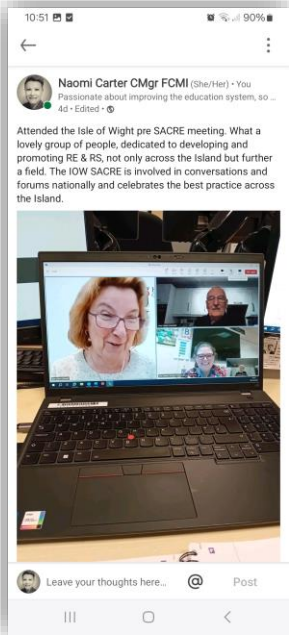 10:51
90%
Naomi Carter CMgr FCMI (She/Her) • You
Passionate about improving the education system, so ...
4d • Edited •
Attended the Isle of Wight pre SACRE meeting. What a
lovely group of people, dedicated to developing and
promoting RE & RS, not only across the Island but further
a field. The IOW SACRE is involved in conversations and
forums nationally and celebrates the best practice across
the Island.
Leave your thoughts here...
@
Post